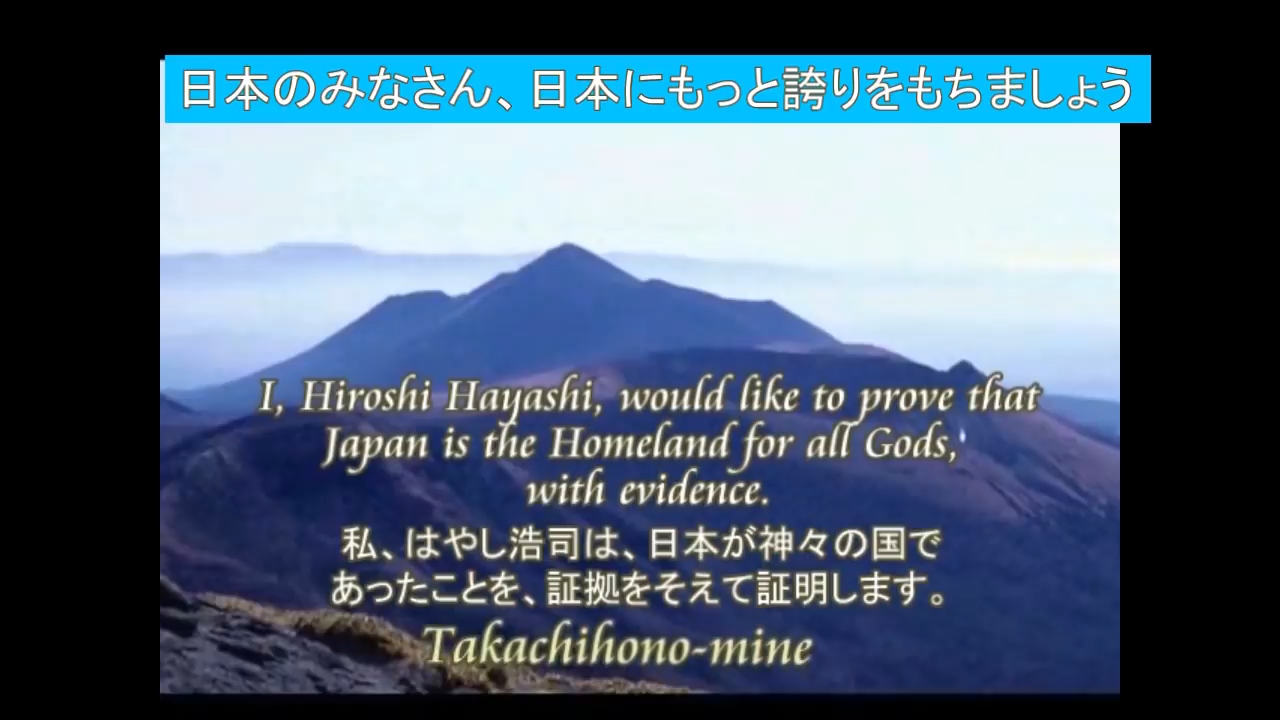 日本のみなさん、日本にもっと誇りをもちましょう
I, Hiroshi Hayashi, would like to prove that
Japan is the Homeland for all Gods,
with evidence.
私、はやし浩司は、日本が神々の国で
あったことを、証拠をそえて証明します。
Takachihono-mine